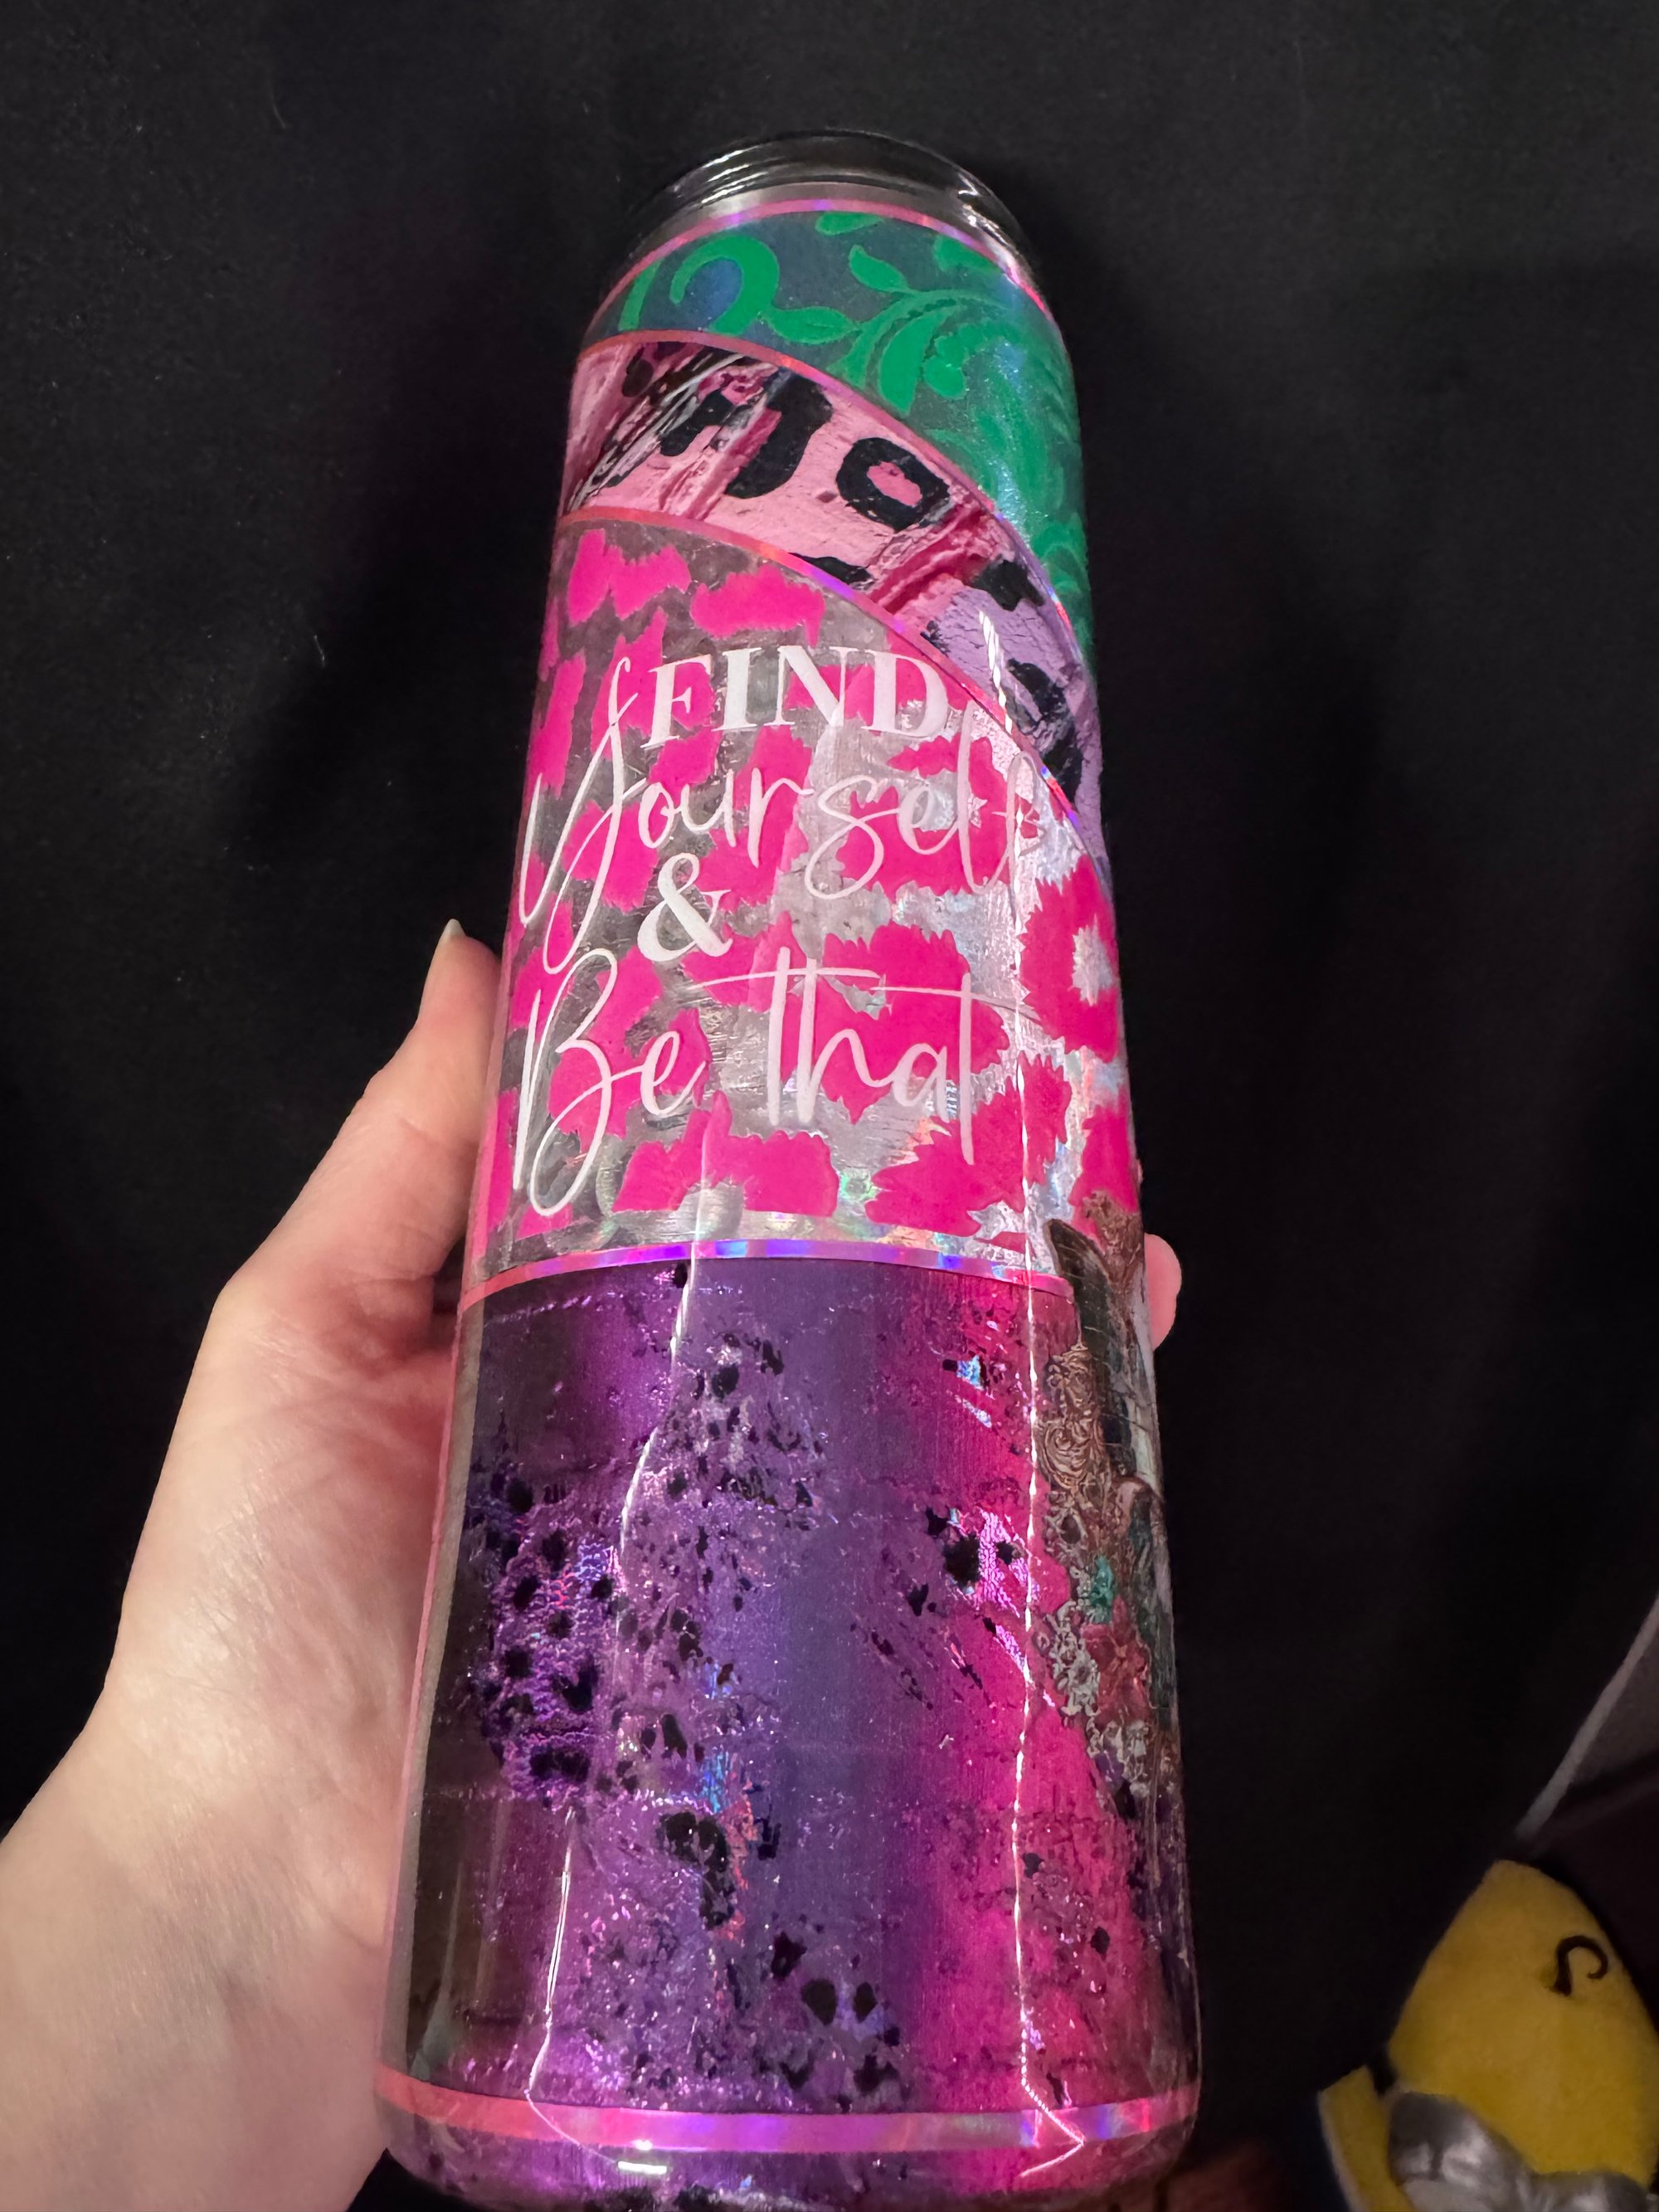 FIND
Yourself
&
Be that